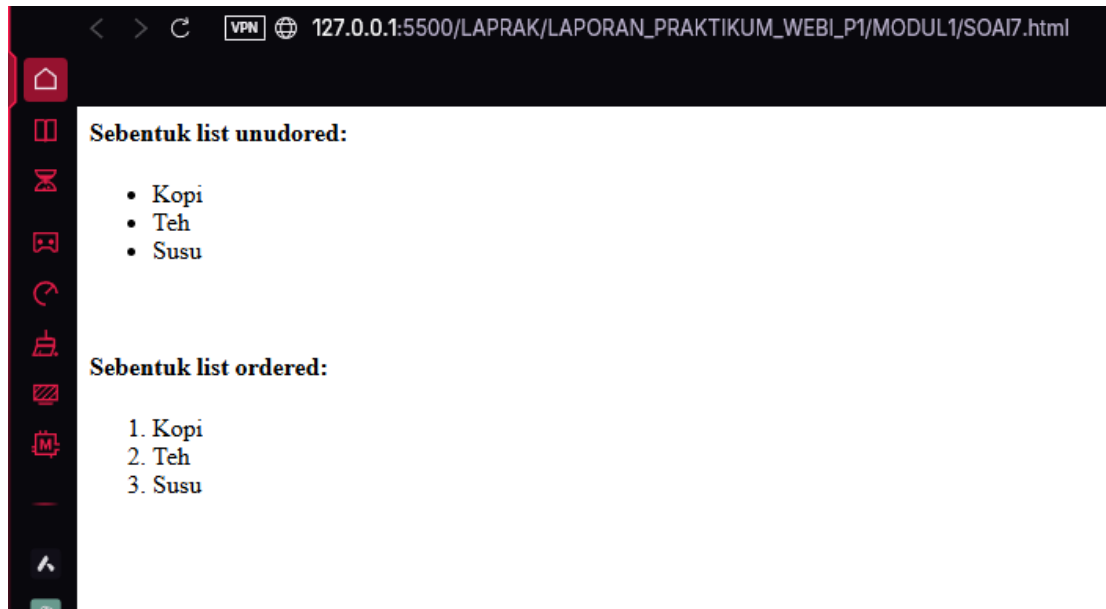 VPN 127.0.0.1:5500/LAPRAK/LAPORAN_PRAKTIKUM_WEBI_P1/MODUL1/SOAl7.html
Sebentuk list unudored:
• Kopi
• Teh
• Susu
Sebentuk list ordered:
1. Kopi
2. Teh
3. Susu
M